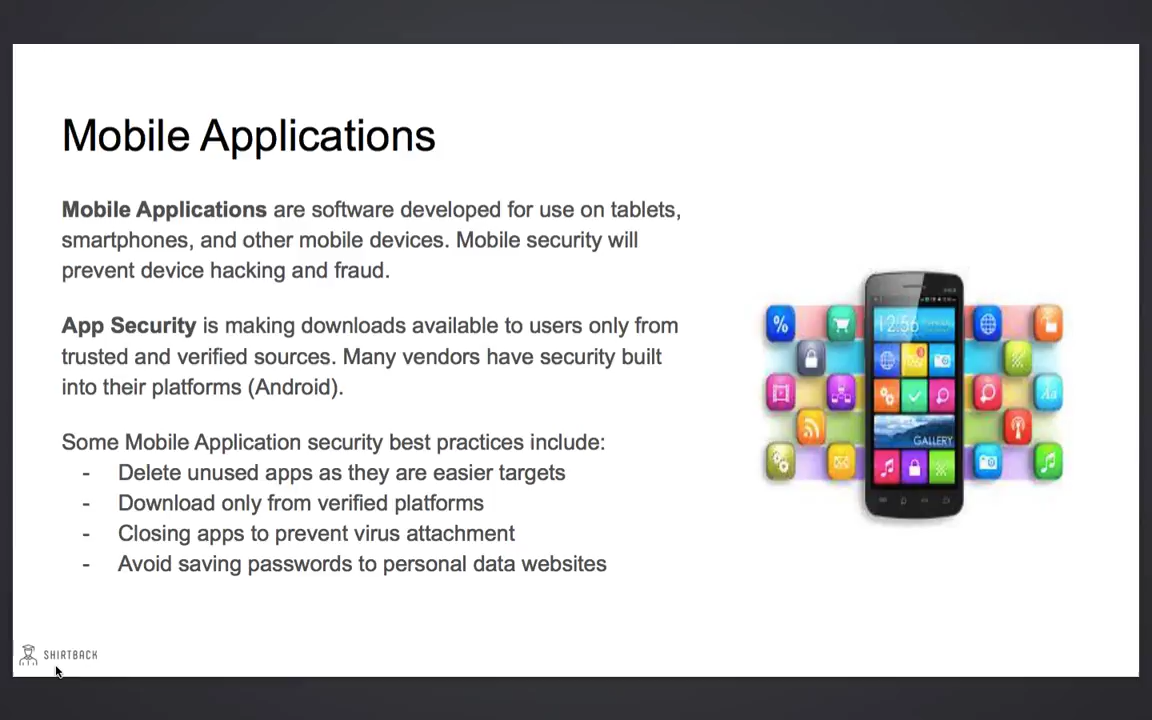 Mobile Applications
Mobile Applications are software developed for use on tablets,
smartphones, and other mobile devices. Mobile security will
prevent device hacking and fraud.
App Security is making downloads available to users only from
trusted and verified sources. Many vendors have security built
into their platforms (Android).
Some Mobile Application security best practices include:
- Delete unused apps as they are easier targets
- Download only from verified platforms
- Closing apps to prevent virus attachment
- Avoid saving passwords to personal data websites
12:56
%
Aa
GALLERY
SHIRTBACK